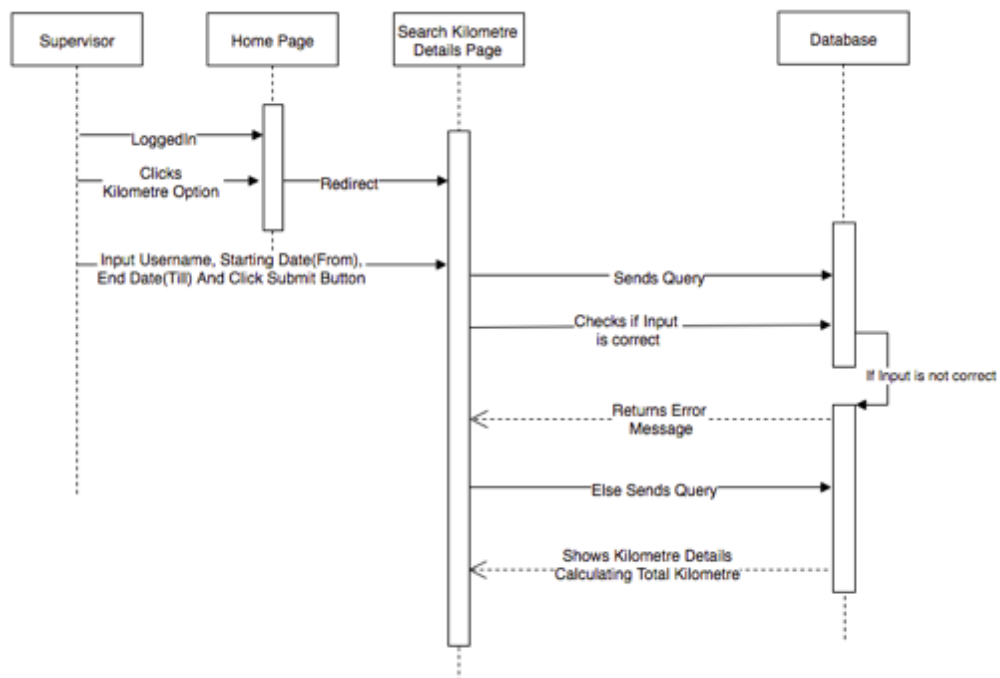 Supervisor
Home Page
Search Kilometre
Details Page
Database
LoggedIn
Clicks
Kilometre Option
Redirect
Input Username, Starting Date(From),
End Date(Till) And Click Submit Button
Sends Query
Checks if Input
is correct
If Input is not correct
Returns Error
Message
Else Sends Query
Shows Kilometre Details
Calculating Total Kilometre